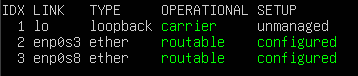 IDX LINK TYPE OPERATIONAL SETUP
1 lo loopback carrier unmanaged
2 enp0s3 ether routable configured
3 enp0s8 ether routable configured